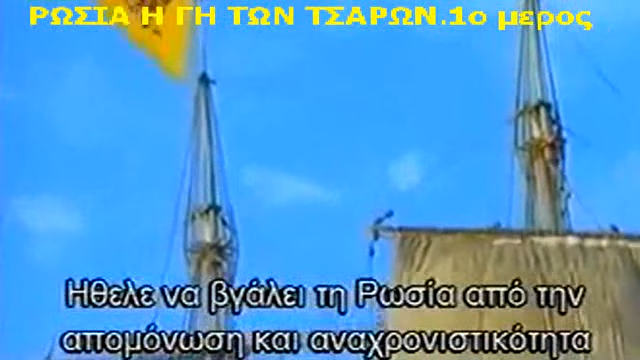 ΡΩΣΙΑ Η ΓΗ ΤΩΝ ΤΣΑΡΩΝ.1ο μερος
Ηθελε να βγάλει τη Ρωσία από την
απομόνωση και αναχρονιστικότητα